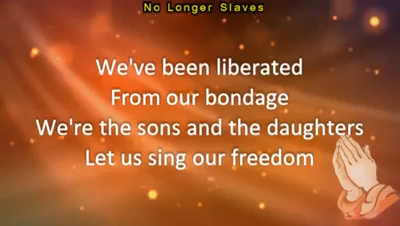 No Longer Slaves
We've been liberated
From our bondage
We're the sons and the daughters
Let us sing our freedom